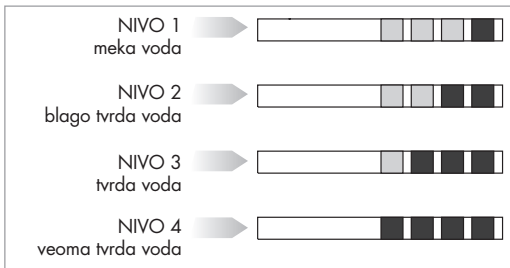 NIVO 1
meka voda
NIVO 2
blago tvrda voda
NIVO 3
tvrda voda
NIVO 4
veoma tvrda voda